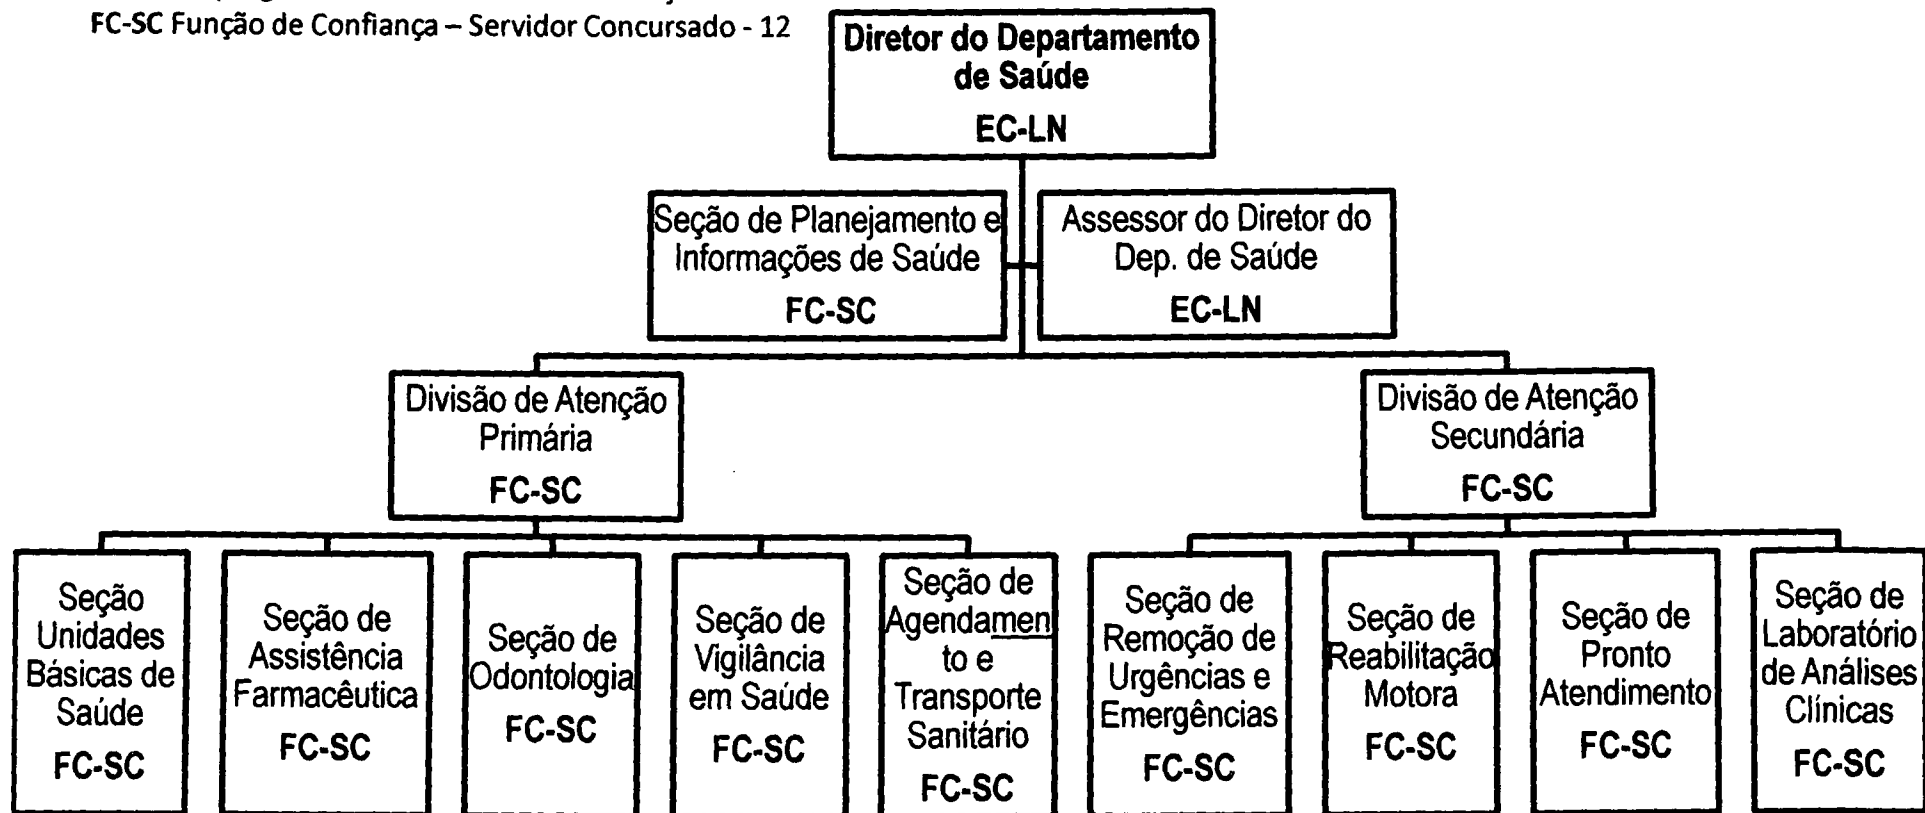 FC-SC Função de Confiança – Servidor Concursado - 12
Diretor do Departamento
de Saúde
EC-LN
Seção de Planejamento e
Informações de Saúde
FC-SC
Assessor do Diretor do
Dep. de Saúde
EC-LN
Divisão de Atenção
Primária
FC-SC
Divisão de Atenção
Secundária
FC-SC
Seção
Unidades
Básicas de
Saúde
FC-SC
Seção de
Assistência
Farmacêutica
FC-SC
Seção de
Odontologia
FC-SC
Seção de
Vigilância
em Saúde
FC-SC
Seção de
Agendamen
to e
Transporte
Sanitário
FC-SC
Seção de
Remoção de
Urgências e
Emergências
FC-SC
Seção de
Reabilitação
Motora
FC-SC
Seção de
Pronto
Atendimento
FC-SC
Seção de
Laboratório
de Análises
Clínicas
FC-SC